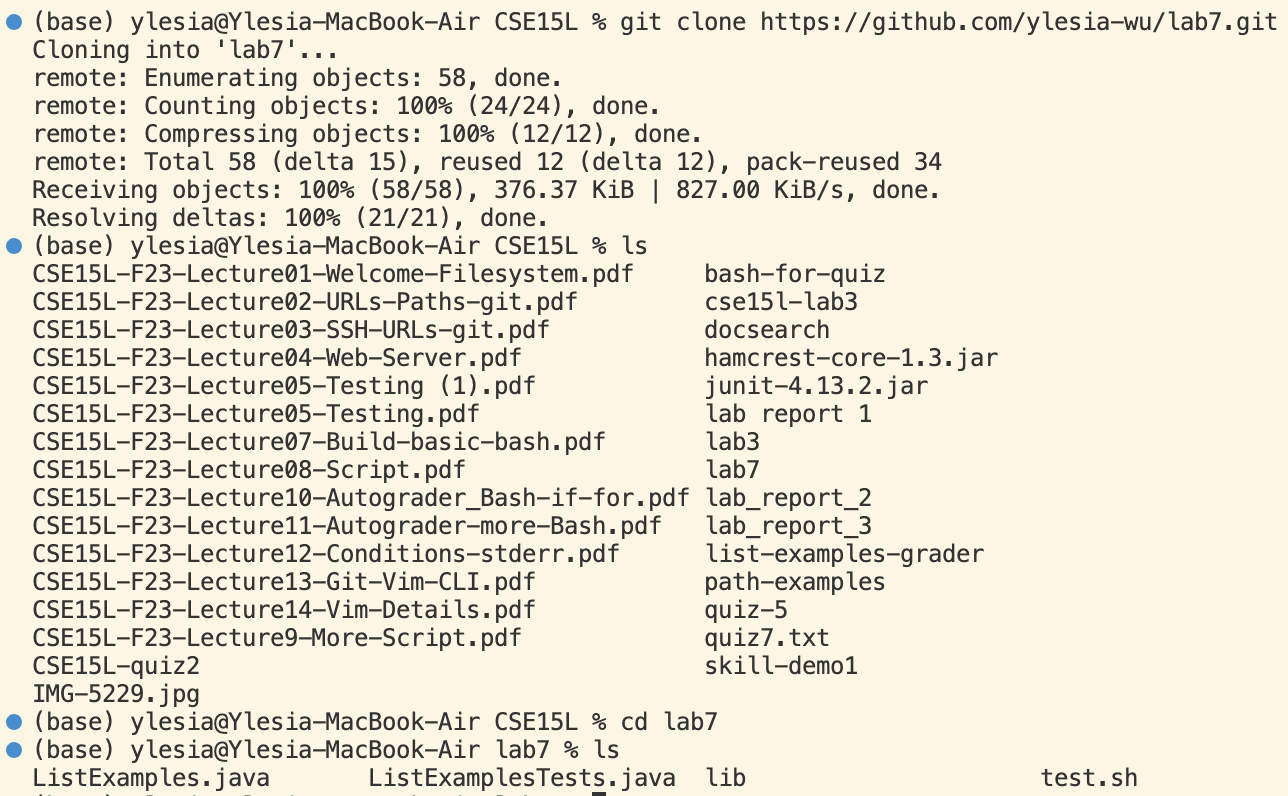 (base) ylesia@Ylesia-MacBook-Air CSE15L % git clone https://github.com/ylesia-wu/lab7.git
Cloning into 'lab7'...
remote: Enumerating objects: 58, done.
remote: Counting objects: 100% (24/24), done.
remote: Compressing objects: 100% (12/12), done.
remote: Total 58 (delta 15), reused 12 (delta 12), pack-reused 34
Receiving objects: 100% (58/58), 376.37 KiB | 827.00 KiB/s, done.
Resolving deltas: 100% (21/21), done.
(base) ylesia@Ylesia-MacBook-Air CSE15L % ls
CSE15L-F23-Lecture01-Welcome-Filesystem.pdf     bash-for-quiz
CSE15L-F23-Lecture02-URLs-Paths-git.pdf         cse15l-lab3
CSE15L-F23-Lecture03-SSH-URLs-git.pdf           docsearch
CSE15L-F23-Lecture04-Web-Server.pdf             hamcrest-core-1.3.jar
CSE15L-F23-Lecture05-Testing (1).pdf            junit-4.13.2.jar
CSE15L-F23-Lecture05-Testing.pdf                lab report 1
CSE15L-F23-Lecture07-Build-basic-bash.pdf       lab3
CSE15L-F23-Lecture08-Script.pdf                 lab7
CSE15L-F23-Lecture10-Autograder_Bash-if-for.pdf lab_report_2
CSE15L-F23-Lecture11-Autograder-more-Bash.pdf   lab_report_3
CSE15L-F23-Lecture12-Conditions-stderr.pdf      list-examples-grader
CSE15L-F23-Lecture13-Git-Vim-CLI.pdf            path-examples
CSE15L-F23-Lecture14-Vim-Details.pdf            quiz-5
CSE15L-F23-Lecture9-More-Script.pdf             quiz7.txt
CSE15L-quiz2                                    skill-demo1
IMG-5229.jpg
(base) ylesia@Ylesia-MacBook-Air CSE15L % cd lab7
(base) ylesia@Ylesia-MacBook-Air lab7 % ls
ListExamples.java       ListExamplesTests.java  lib                     test.sh